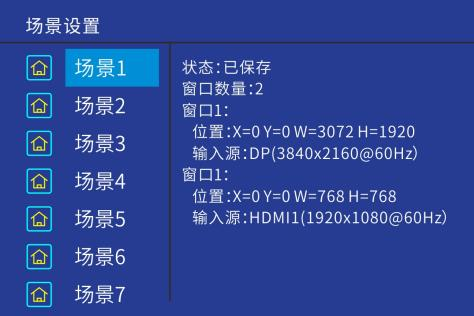 场景设置
场景1
场景2
场景3
场景4
场景5
场景6
场景7
状态:已保存
窗口数量:2
窗口1:
位置:X=0 Y=0 W=3072 H=1920
输入源:DP(3840x2160@60Hz)
窗口1:
位置:X=0 Y=0 W=768 H=768
输入源:HDMI1(1920x1080@60Hz)